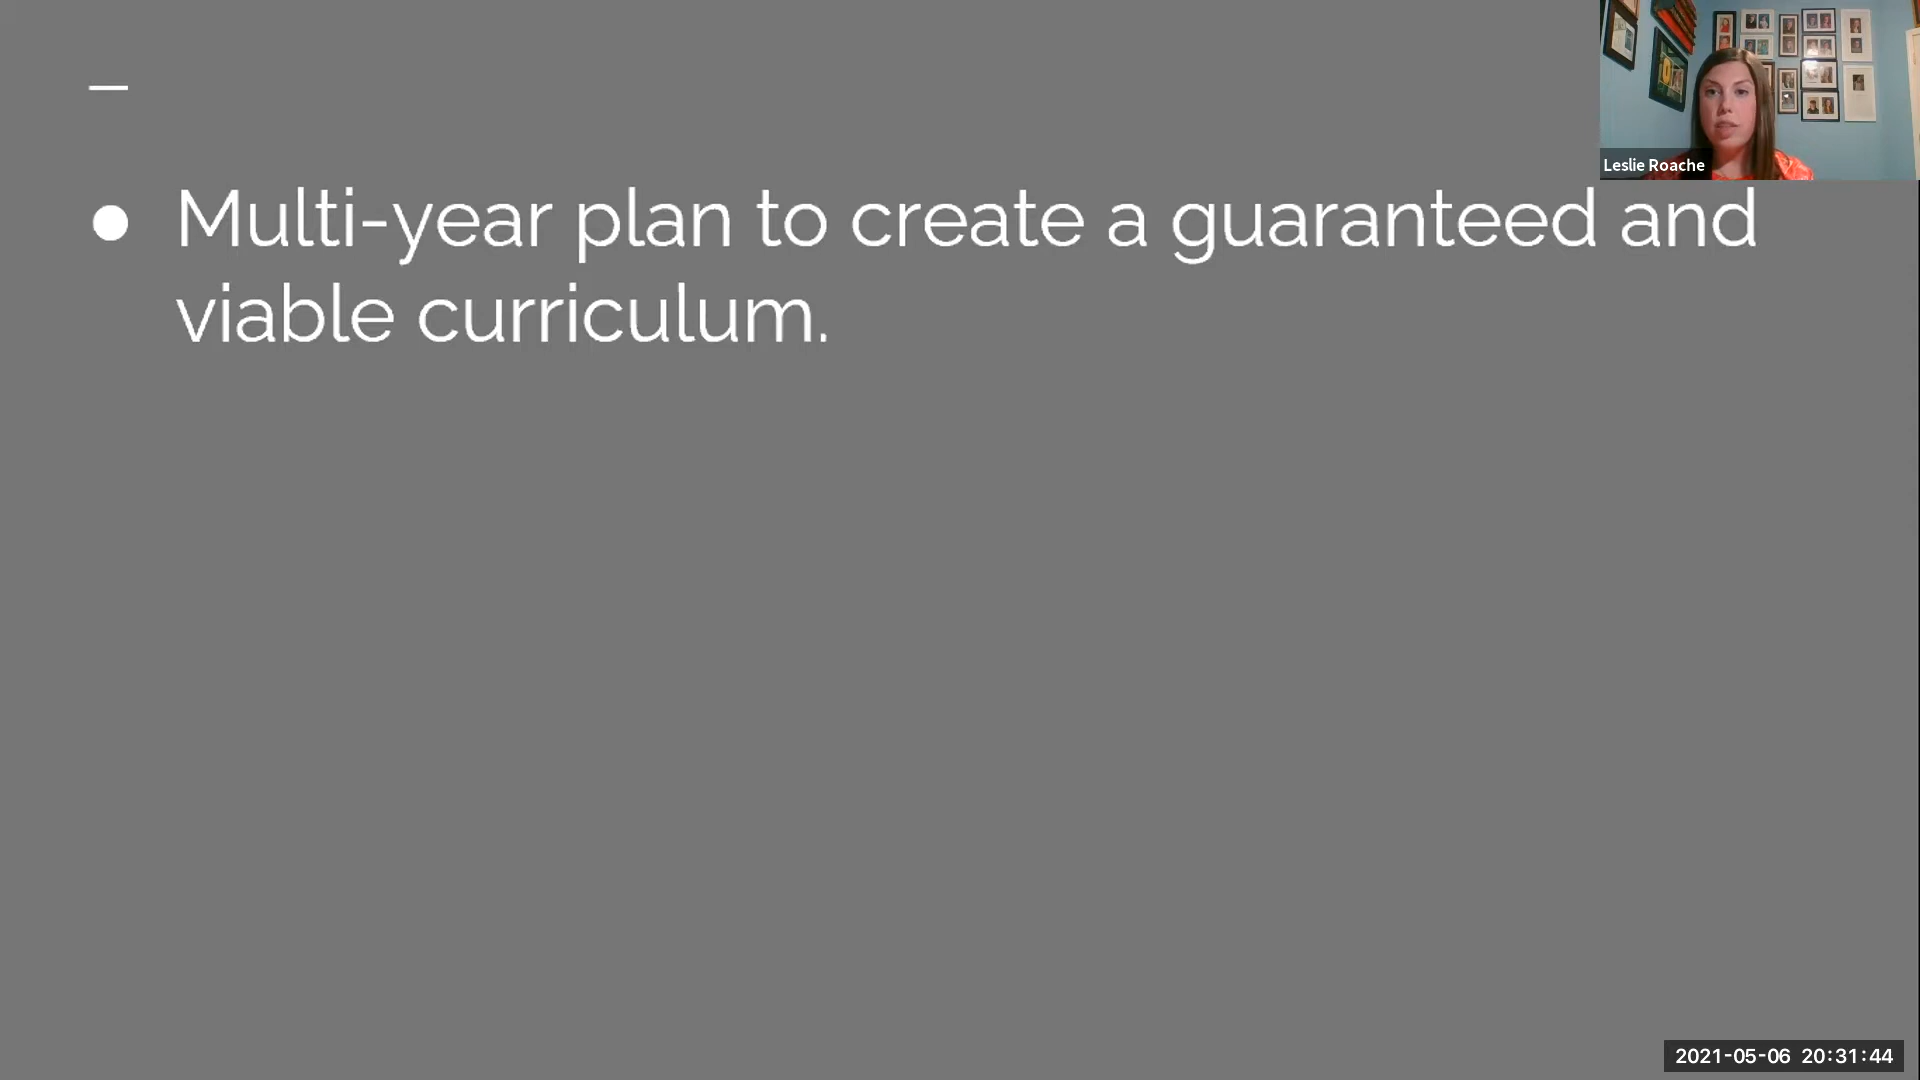 Leslie Roache
● Multi-year plan to create a guaranteed and
viable curriculum.
2021-05-06 20:31:44